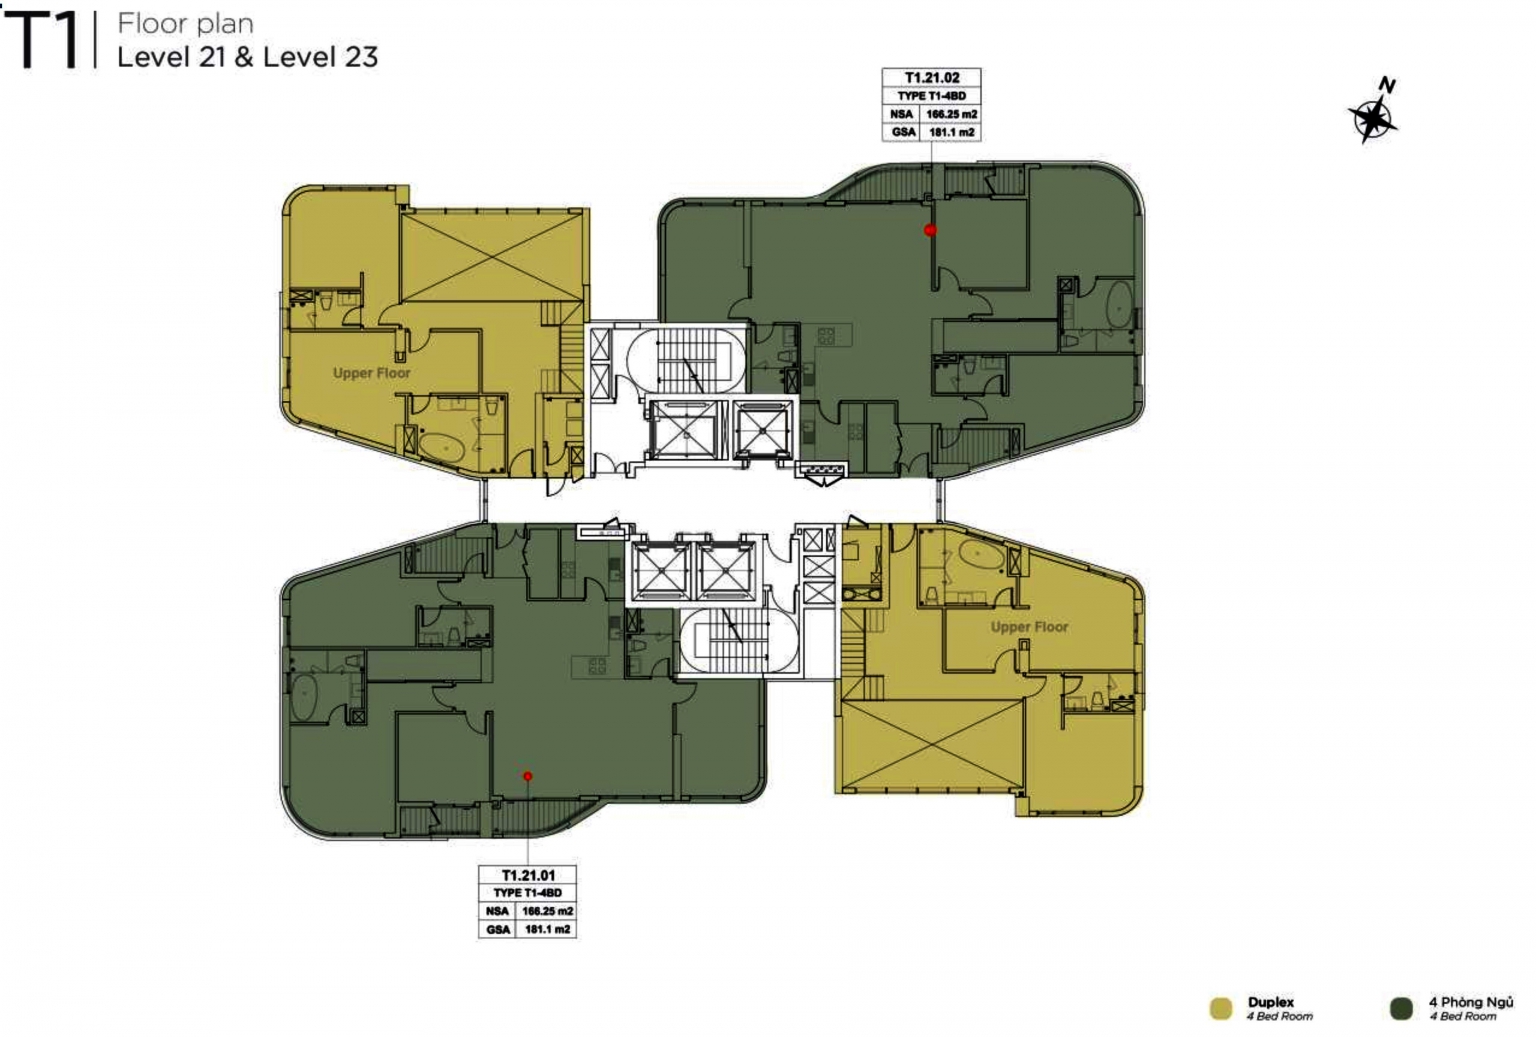 T1
Floor plan
Level 21 & Level 23
T1.21.02
TYPE T1-4BD
NSA 166.25 m2
GSA 181.1 m2
N
Upper Floor
Upper Floor
T1.21.01
TYPE T1-4BD
NSA 166.25 m2
GSA 181.1 m2
Duplex
4 Bed Room
4 Phòng Ngủ
4 Bed Room